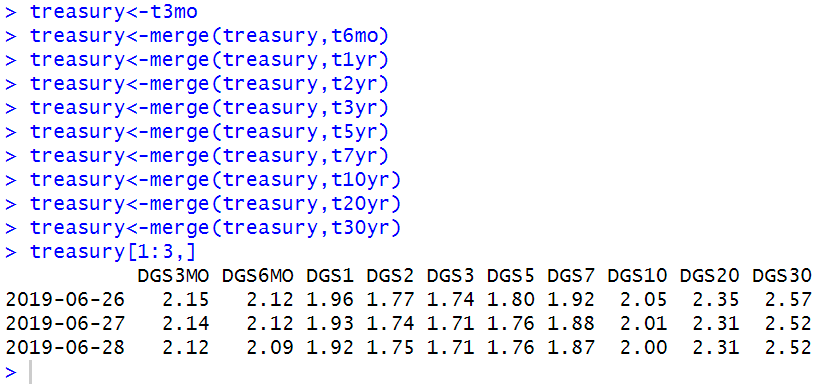 > treasury<-t3mo
> treasury<-merge(treasury,t6mo)
> treasury<-merge(treasury,t1yr)
> treasury<-merge(treasury,t2yr)
> treasury<-merge(treasury,t3yr)
> treasury<-merge(treasury,t5yr)
> treasury<-merge(treasury,t7yr)
> treasury<-merge(treasury,t10yr)
> treasury<-merge(treasury,t20yr)
> treasury<-merge(treasury,t30yr)
> treasury[1:3,]
           DGS3MO DGS6MO DGS1 DGS2 DGS3 DGS5 DGS7 DGS10 DGS20 DGS30
2019-06-26   2.15   2.12 1.96 1.77 1.74 1.80 1.92  2.05  2.35  2.57
2019-06-27   2.14   2.12 1.93 1.74 1.71 1.76 1.88  2.01  2.31  2.52
2019-06-28   2.12   2.09 1.92 1.75 1.71 1.76 1.87  2.00  2.31  2.52
>